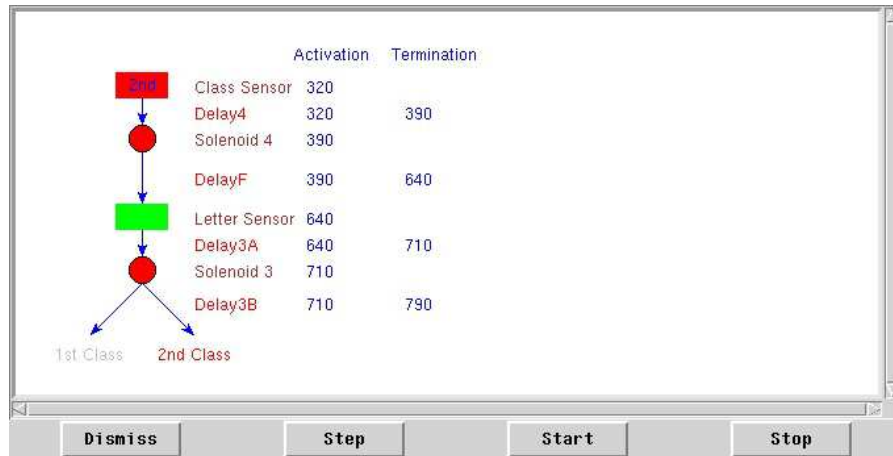 Activation Termination
2nd Class Sensor 320
Delay4 320 390
Solenoid 4 390
DelayF 390 640
Letter Sensor 640
Delay3A 640 710
Solenoid 3 710
Delay3B 710 790
1st Class 2nd Class
Dismiss Step Start Stop